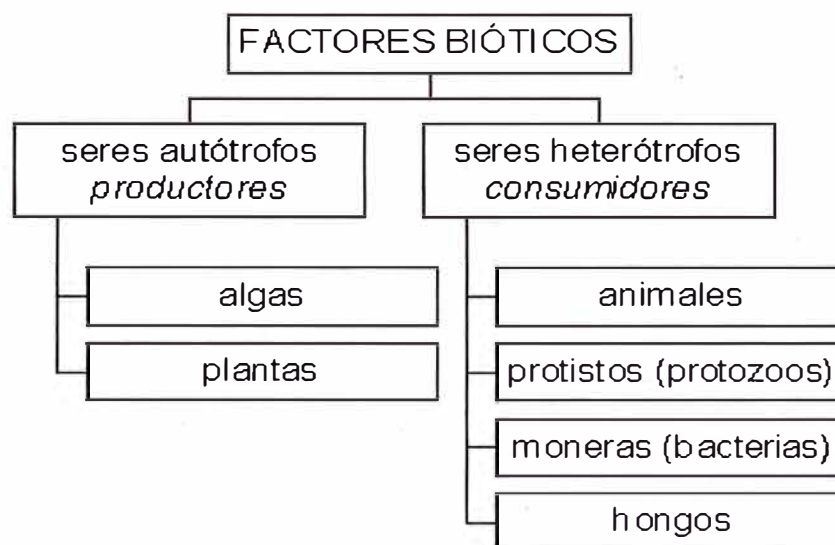 FACTORES BIÓTICOS
seres autótrofos
productores
seres heterótrofos
consumidores
algas
plantas
animales
protistos (protozoos)
moneras (bacterias)
hongos